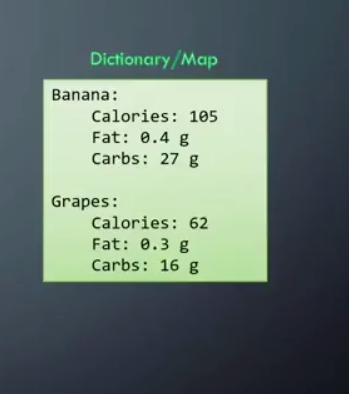 Dictionary/Map
Banana:
Calories: 105
Fat: 0.4 g
Carbs: 27 g
Grapes:
Calories: 62
Fat: 0.3 g
Carbs: 16 g